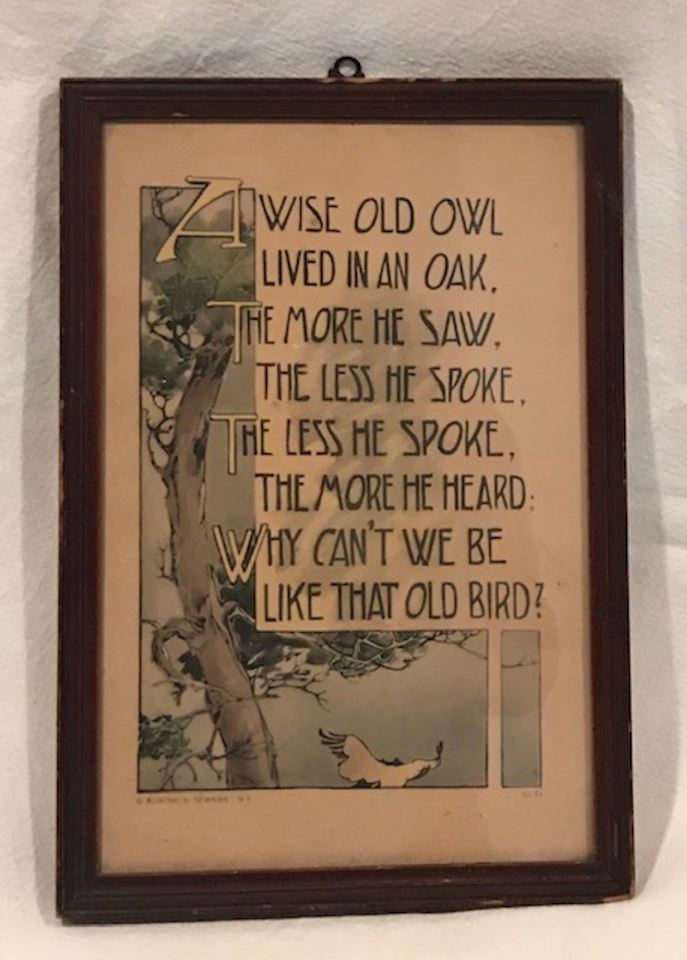 A WISE OLD OWL
LIVED IN AN OAK,
THE MORE HE SAW,
THE LESS HE SPOKE,
THE LESS HE SPOKE,
THE MORE HE HEARD:
WHY CAN'T WE BE
LIKE THAT OLD BIRD?